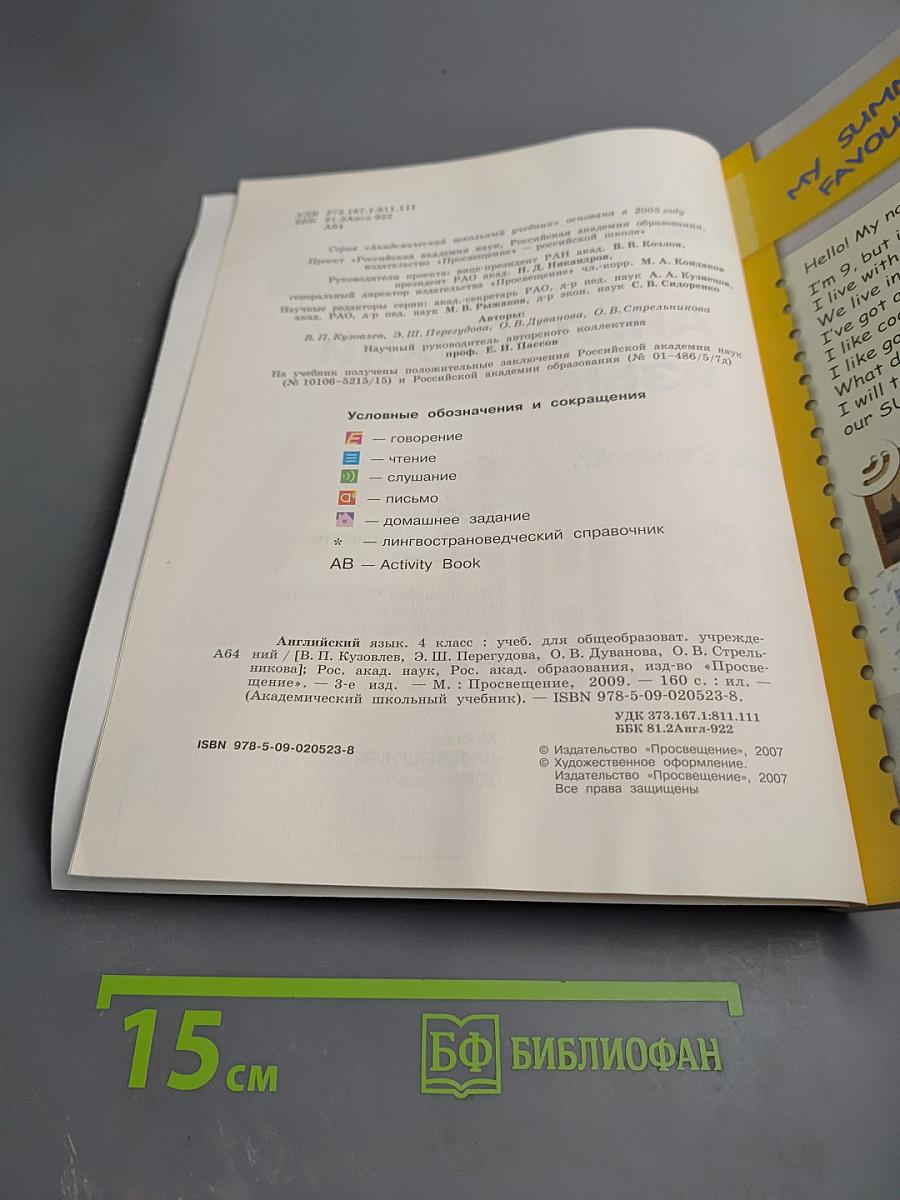 УДК 373.167.1:811.111
ББК 81.2Англ-922
А64
Серия «Академический школьный учебник» основана в 2005 году
Проект «Российская академия наук, Российская академия образования,
издательство «Просвещение» — российской школе»
Руководители проекта: вице-президент РАН акад. В. В. Козлов,
президент РАО акад. Н. Д. Никандров,
генеральный директор издательства «Просвещение» чл.-корр. М. А. Кондаков
Научные редакторы серии: акад.-секретарь РАО, д-р пед. наук А. А. Кузнецов,
акад. РАО, д-р пед. наук М. В. Рыжаков, д-р экон. наук С. В. Сидоренко
Авторы:
В. П. Кузовлев, Э. Ш. Перегудова, О. В. Дуванова, О. В. Стрельникова
Научный руководитель авторского коллектива
проф. Е. И. Пассов
На учебник получены положительные заключения Российской академии наук
(№ 10106–5215/15) и Российской академии образования (№ 01–486/5/7д)
Условные обозначения и сокращения
— говорение
— чтение
— слушание
— письмо
— домашнее задание
* — лингвострановедческий справочник
AB — Activity Book
Английский язык. 4 класс : учеб. для общеобразоват. учрежде-
А64 ний / [В. П. Кузовлев, Э. Ш. Перегудова, О. В. Дуванова, О. В. Стрель-
никова]; Рос. акад. наук, Рос. акад. образования, изд-во «Просве-
щение». — 3-е изд. — М. : Просвещение, 2009. — 160 с. : ил. —
(Академический школьный учебник). — ISBN 978-5-09-020523-8.
УДК 373.167.1:811.111
ББК 81.2Англ-922
ISBN 978-5-09-020523-8
© Издательство «Просвещение», 2007
© Художественное оформление.
Издательство «Просвещение», 2007
Все права защищены
MY SUMM
FAVOU
Hello! My na
I'm 9, but i
I live with
We live in
I've got a
I like coo
I like go
What d
I will t
our SU
15 см
БФ БИБЛИОФАН